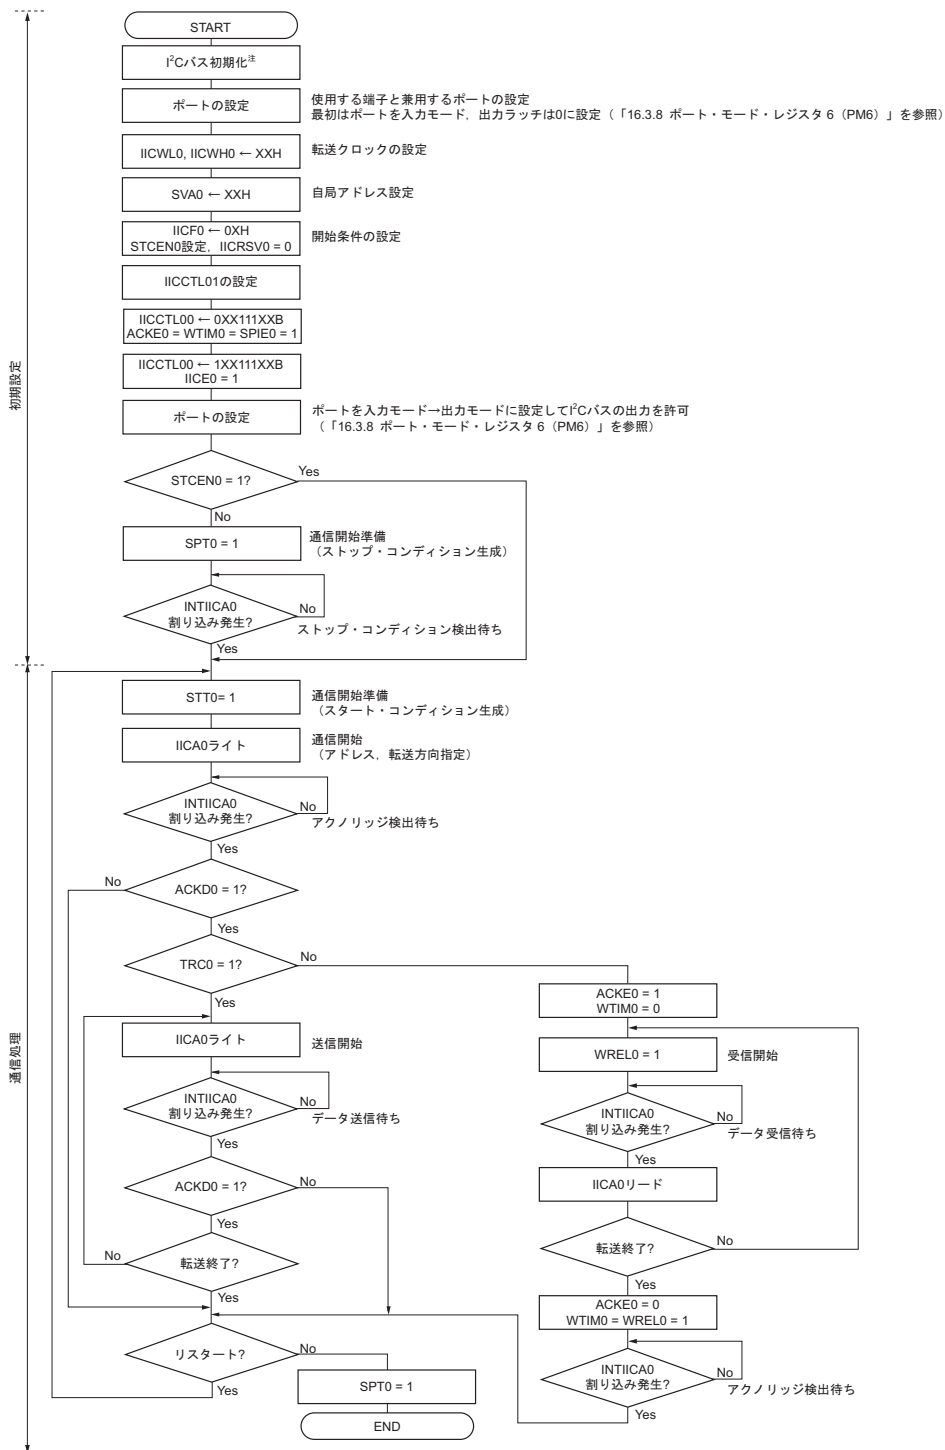 START
I²Cバス初期化注
ポートの設定
使用する端子と兼用するポートの設定
最初はポートを入力モード，出力ラッチは0に設定（「16.3.8 ポート・モード・レジスタ 6（PM6）」を参照）
IICWL0, IICWH0 ← XXH
転送クロックの設定
SVA0 ← XXH
自局アドレス設定
IICF0 ← 0XH
STCEN0設定，IICRSV0 = 0
開始条件の設定
IICCTL01の設定
IICCTL00 ← 0XX111XXB
ACKE0 = WTIM0 = SPIE0 = 1
IICCTL00 ← 1XX111XXB
IICE0 = 1
初期設定
ポートの設定
ポートを入力モード→出力モードに設定してI²Cバスの出力を許可
（「16.3.8 ポート・モード・レジスタ 6（PM6）」を参照）
STCEN0 = 1?
Yes
No
SPT0 = 1
通信開始準備
（ストップ・コンディション生成）
INTIICA0
割り込み発生?
No
ストップ・コンディション検出待ち
Yes
STT0= 1
通信開始準備
（スタート・コンディション生成）
IICA0ライト
通信開始
（アドレス，転送方向指定）
INTIICA0
割り込み発生?
No
アクノリッジ検出待ち
Yes
ACKD0 = 1?
No
Yes
TRC0 = 1?
No
Yes
ACKE0 = 1
WTIM0 = 0
通信処理
IICA0ライト
送信開始
WREL0 = 1
受信開始
INTIICA0
割り込み発生?
No
データ送信待ち
Yes
INTIICA0
割り込み発生?
No
データ受信待ち
Yes
ACKD0 = 1?
No
Yes
IICA0リード
転送終了?
No
Yes
転送終了?
No
Yes
ACKE0 = 0
WTIM0 = WREL0 = 1
リスタート?
No
Yes
INTIICA0
割り込み発生?
No
アクノリッジ検出待ち
Yes
SPT0 = 1
END